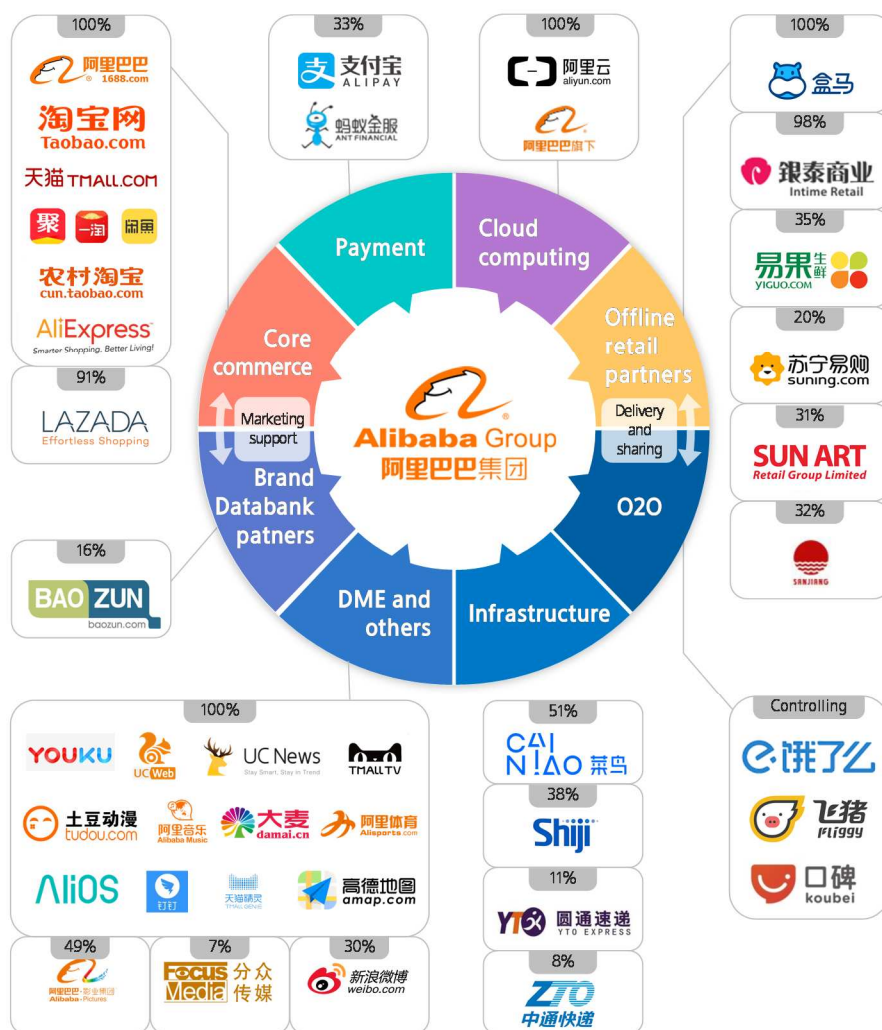 100%
阿里巴巴
1688.com
淘宝网
Taobao.com
天猫 TMALL.COM
聚
一淘
闲鱼
农村淘宝
cun.taobao.com
AliExpress
Smarter Shopping, Better Living!
91%
LAZADA
Effortless Shopping
16%
BAOZUN
baozun.com
33%
支 支付宝
ALIPAY
蚂蚁金服
ANT FINANCIAL
100%
阿里云
aliyun.com
阿里巴巴旗下
100%
盒马
98%
銀泰商业
Intime Retail
35%
易果生鲜
YIGUO.COM
20%
苏宁易购
suning.com
31%
SUN ART
Retail Group Limited
32%
SANJIANG
Payment
Cloud
computing
Core
commerce
Offline
retail
partners
Marketing
support
Delivery
and
sharing
Alibaba Group
阿里巴巴集团
Brand
Databank
patners
O2O
DME and
others
Infrastructure
100%
YOUKU
UCWeb
UC News
Stay Smart, Stay in Trend
TMALL TV
土豆动漫
tudou.com
阿里音乐
Alibaba Music
大麦
damai.cn
阿里体育
Alisports.com
AliOS
钉钉
天猫精灵
TMALL GENIE
高德地图
amap.com
49%
阿里巴巴·影业集团
Alibaba·Pictures
7%
Focus
Media
分众
传媒
30%
新浪微博
weibo.com
51%
CAI
NIAO 菜鸟
38%
Shiji
11%
YTO 圆通速递
YTO EXPRESS
8%
ZTO
中通快递
Controlling
e 饿了么
飞猪
Fliggy
口碑
koubei